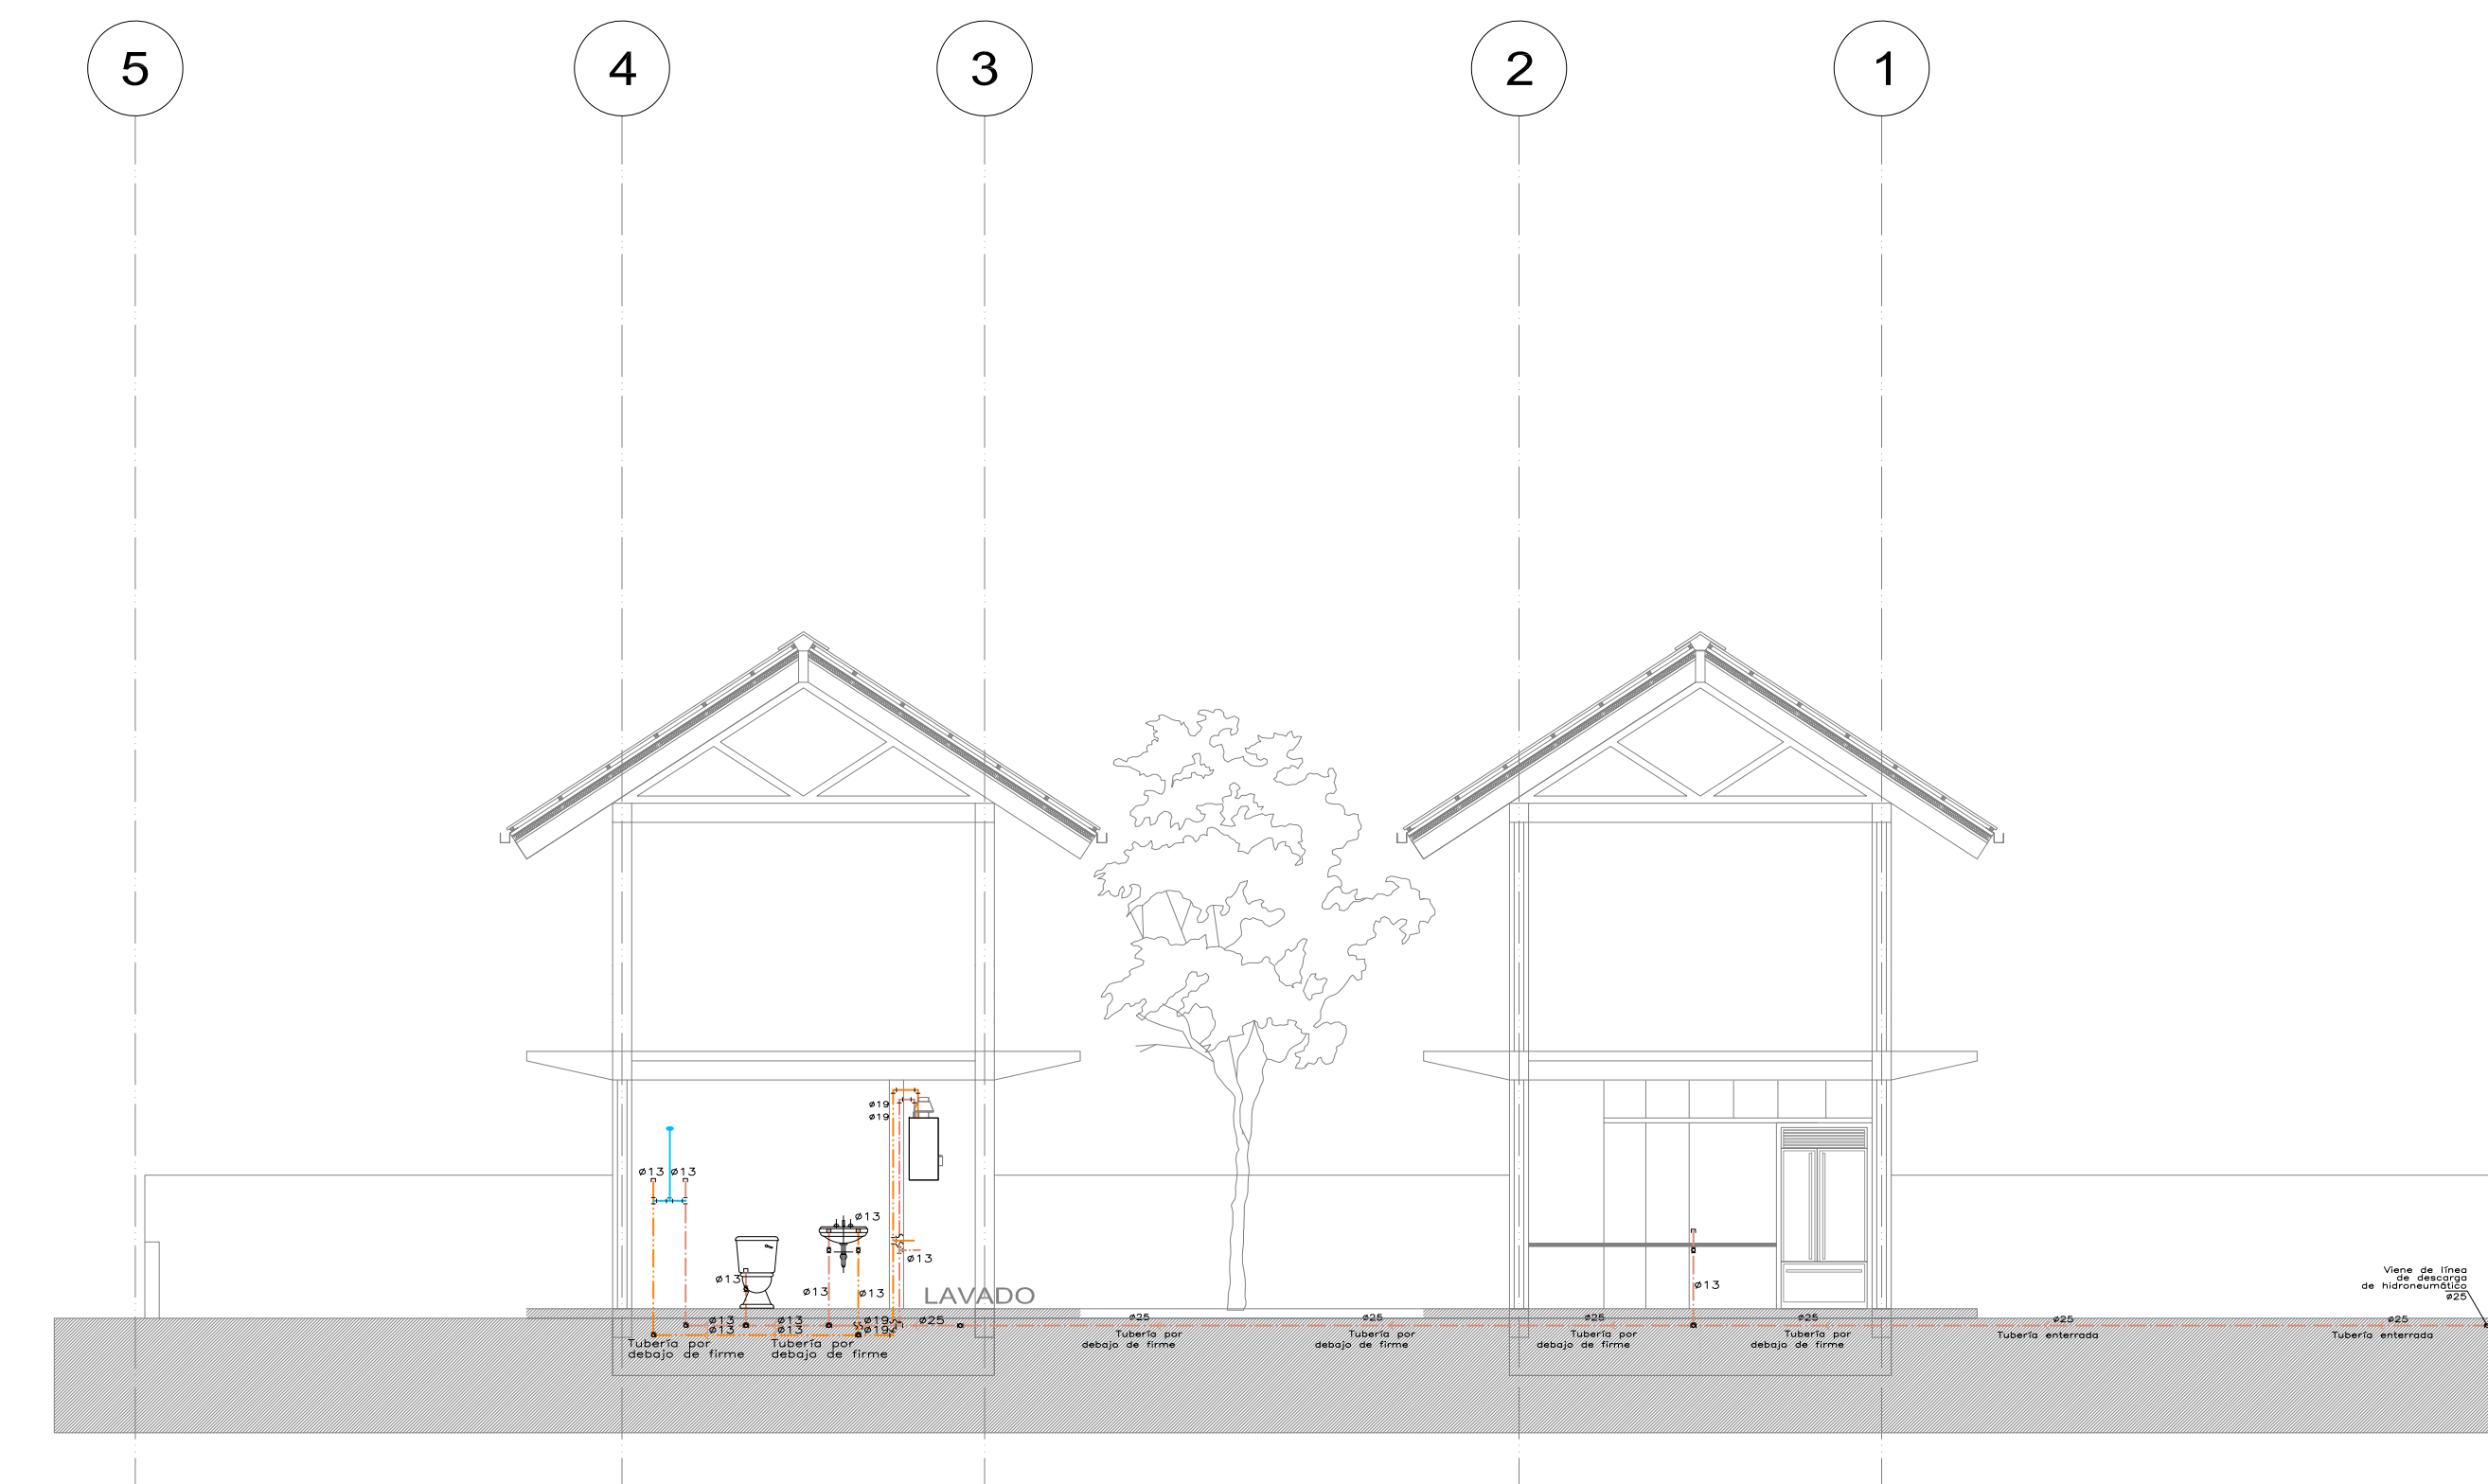 5
4
3
2
1
ø19
ø19
ø13
ø13
ø13
ø13
ø13
ø13
ø13
ø13
LAVADO
Viene de línea
de descarga
de hidroneumático
ø25
ø13
ø13
ø13
ø13
ø19
ø19
ø25
ø25
ø25
ø25
ø25
ø25
ø25
Tubería por
debajo de firme
Tubería por
debajo de firme
Tubería por
debajo de firme
Tubería por
debajo de firme
Tubería por
debajo de firme
Tubería por
debajo de firme
Tubería enterrada
Tubería enterrada